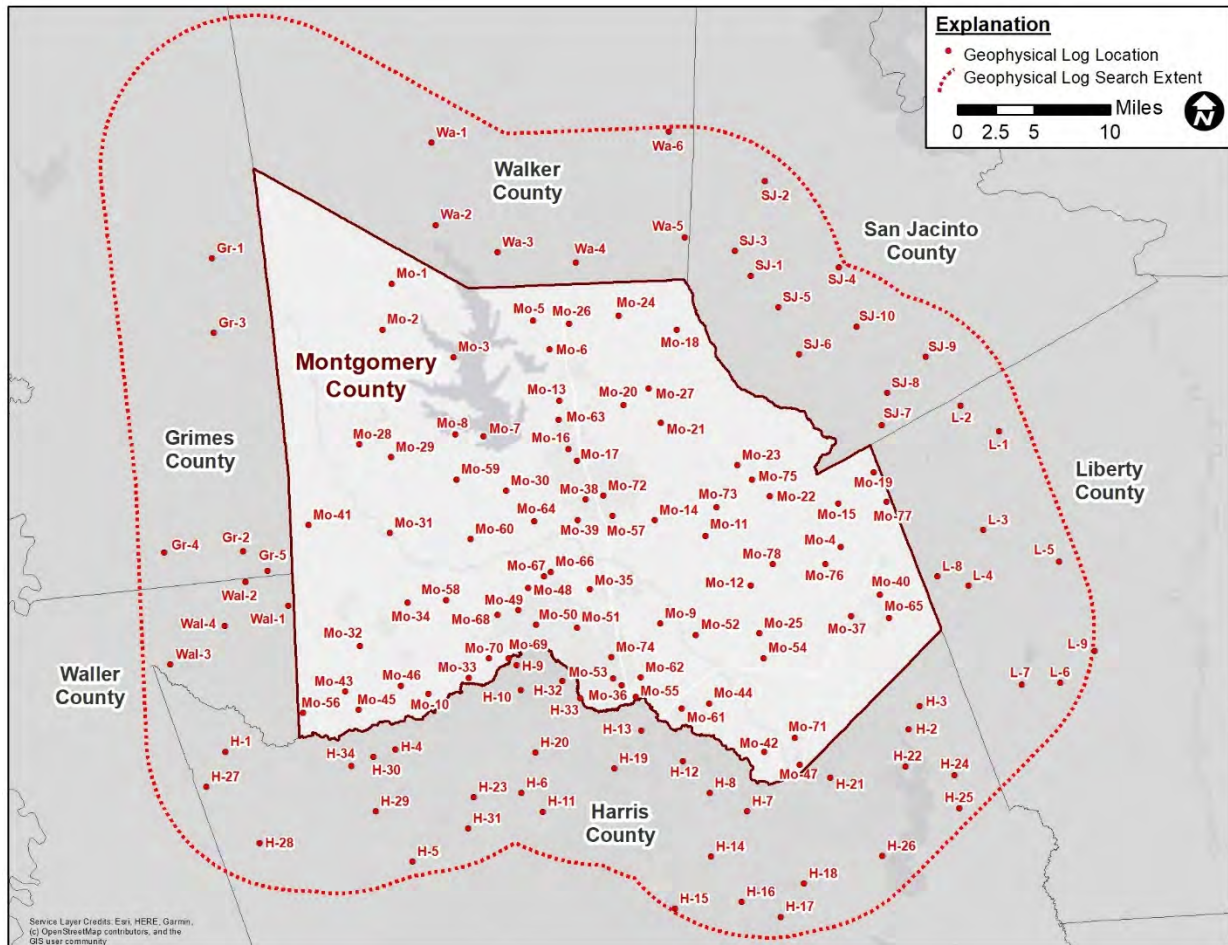 Explanation
Geophysical Log Location
Geophysical Log Search Extent
Miles
0 2.5 5 10
N
Wa-1
Wa-6
Walker
County
SJ-2
Wa-2
Wa-5
San Jacinto
County
Wa-3
Wa-4
SJ-3
Gr-1
SJ-1
SJ-4
Mo-1
SJ-5
Mo-5
Mo-26
Mo-24
Gr-3
Mo-2
Mo-18
SJ-10
Mo-3
Mo-6
SJ-6
SJ-9
Montgomery
County
Mo-13
Mo-20
Mo-27
SJ-8
Mo-63
SJ-7
L-2
Mo-8
Mo-7
Mo-16
Mo-21
L-1
Mo-28
Mo-29
Mo-17
Grimes
County
Mo-23
Mo-75
Liberty
County
Mo-59
Mo-30
Mo-38
Mo-72
Mo-73
Mo-22
Mo-19
Mo-41
Mo-31
Mo-64
Mo-60
Mo-39
Mo-57
Mo-14
Mo-11
Mo-15
Mo-77
L-3
Gr-4
Gr-2
Mo-4
L-5
Gr-5
Mo-67
Mo-66
Mo-78
Mo-76
L-8
L-4
Wal-2
Mo-58
Mo-48
Mo-35
Mo-12
Mo-40
Wal-1
Mo-34
Mo-49
Mo-65
Wal-4
Mo-68
Mo-50
Mo-51
Mo-9
Mo-52
Mo-25
Mo-37
Mo-32
L-9
Wal-3
Mo-70
Mo-69
Mo-74
Mo-54
Waller
County
Mo-43
Mo-46
Mo-33
H-9
Mo-53
Mo-62
L-7
L-6
Mo-56
Mo-45
Mo-10
H-10
H-32
Mo-36
Mo-55
Mo-44
H-3
H-33
Mo-61
H-1
H-13
Mo-71
H-2
H-34
H-4
H-20
Mo-42
H-22
H-27
H-30
H-19
H-12
Mo-47
H-21
H-24
H-23
H-6
H-8
H-29
H-11
Harris
County
H-7
H-25
H-31
H-28
H-5
H-14
H-26
H-18
H-15
H-16
H-17
Service Layer Credits: Esri, HERE, Garmin,
(c) OpenStreetMap contributors, and the
GIS user community